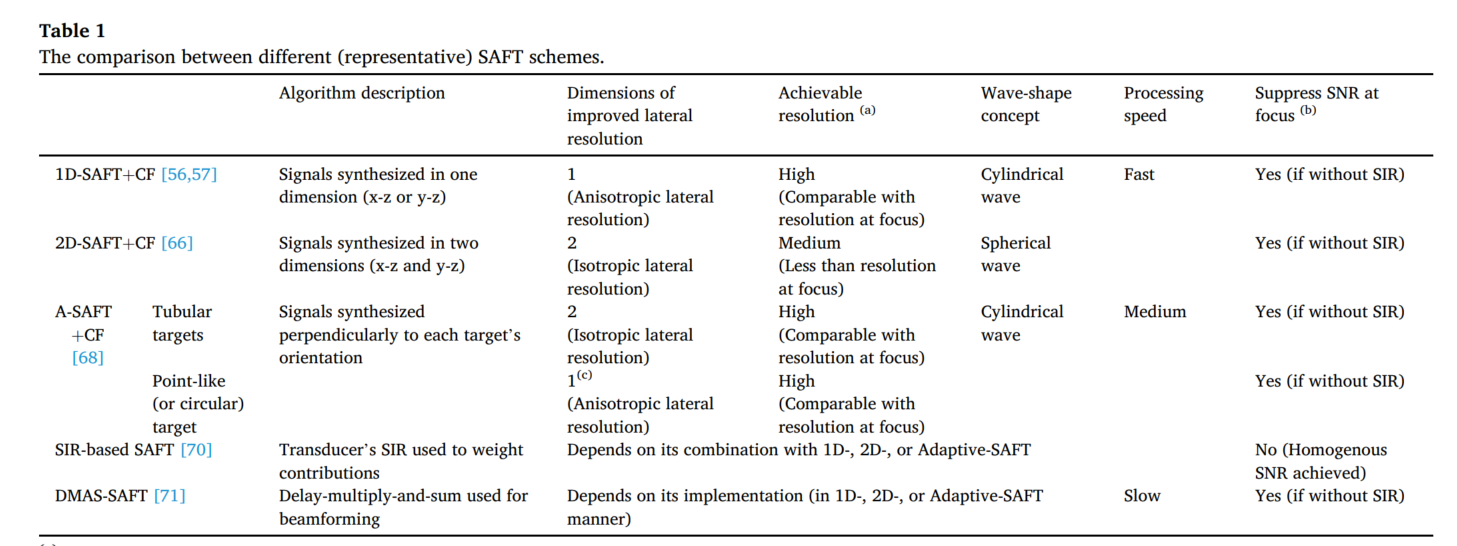 Table 1
The comparison between different (representative) SAFT schemes.
Algorithm description Dimensions of improved lateral resolution Achievable resolution (a) Wave-shape concept Processing speed Suppress SNR at focus (b)
1D-SAFT+CF [56,57] Signals synthesized in one 1 High Cylindrical Fast Yes (if without SIR)
dimension (x-z or y-z) (Anisotropic lateral (Comparable with wave
resolution) resolution at focus)
2D-SAFT+CF [66] Signals synthesized in two 2 Medium Spherical Yes (if without SIR)
dimensions (x-z and y-z) (Isotropic lateral (Less than resolution wave
resolution) at focus)
A-SAFT Tubular Signals synthesized 2 High Cylindrical Medium Yes (if without SIR)
+CF targets perpendicularly to each target's (Isotropic lateral (Comparable with wave
[68] orientation resolution) resolution at focus)
Point-like 1(c) High Yes (if without SIR)
(or circular) (Anisotropic lateral (Comparable with
target resolution) resolution at focus)
SIR-based SAFT [70] Transducer's SIR used to weight Depends on its combination with 1D-, 2D-, or Adaptive-SAFT No (Homogenous
contributions SNR achieved)
DMAS-SAFT [71] Delay-multiply-and-sum used for Depends on its implementation (in 1D-, 2D-, or Adaptive-SAFT Slow Yes (if without SIR)
beamforming manner)